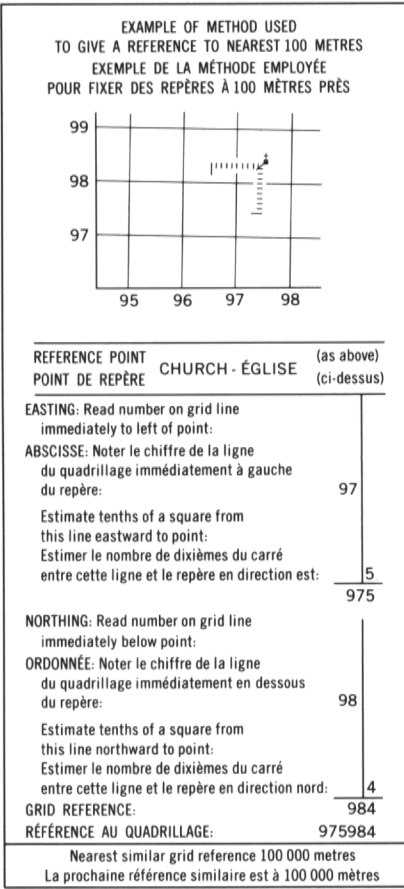 EXAMPLE OF METHOD USED
TO GIVE A REFERENCE TO NEAREST 100 METRES
EXEMPLE DE LA MÉTHODE EMPLOYÉE
POUR FIXER DES REPÈRES À 100 MÈTRES PRÈS
99
98
97
95 96 97 98
REFERENCE POINT
POINT DE REPÈRE
CHURCH - ÉGLISE
(as above)
(ci-dessus)
EASTING: Read number on grid line
immediately to left of point:
ABSCISSE: Noter le chiffre de la ligne
du quadrillage immédiatement à gauche
du repère: 97
Estimate tenths of a square from
this line eastward to point:
Estimer le nombre de dixièmes du carré
entre cette ligne et le repère en direction est: 5
975
NORTHING: Read number on grid line
immediately below point:
ORDONNÉE: Noter le chiffre de la ligne
du quadrillage immédiatement en dessous
du repère: 98
Estimate tenths of a square from
this line northward to point:
Estimer le nombre de dixièmes du carré
entre cette ligne et le repère en direction nord: 4
GRID REFERENCE: 984
RÉFÉRENCE AU QUADRILLAGE: 975984
Nearest similar grid reference 100 000 metres
La prochaine référence similaire est à 100 000 mètres